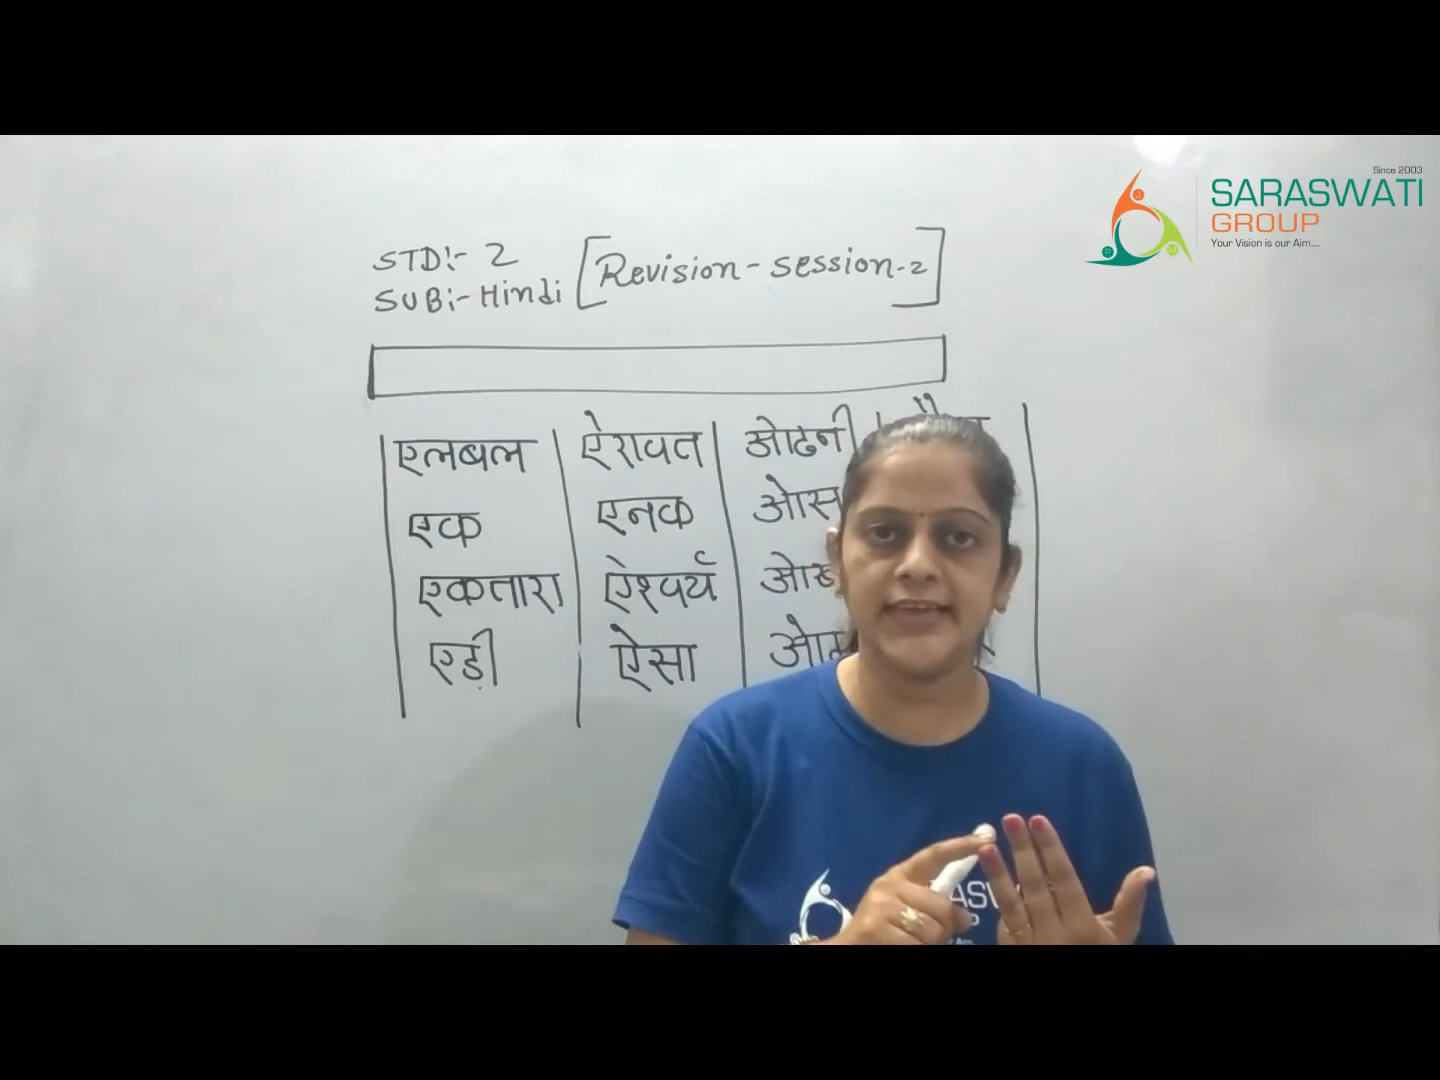 Since 2003
SARASWATI
GROUP
Your Vision is our Aim....
STD:- 2
SUB:- Hindi [Revision - session - 2]
एलबल ऐरावत ओढनी
एक एनक ओस
एकतारा ऐश्वर्य
एड़ी ऐसा